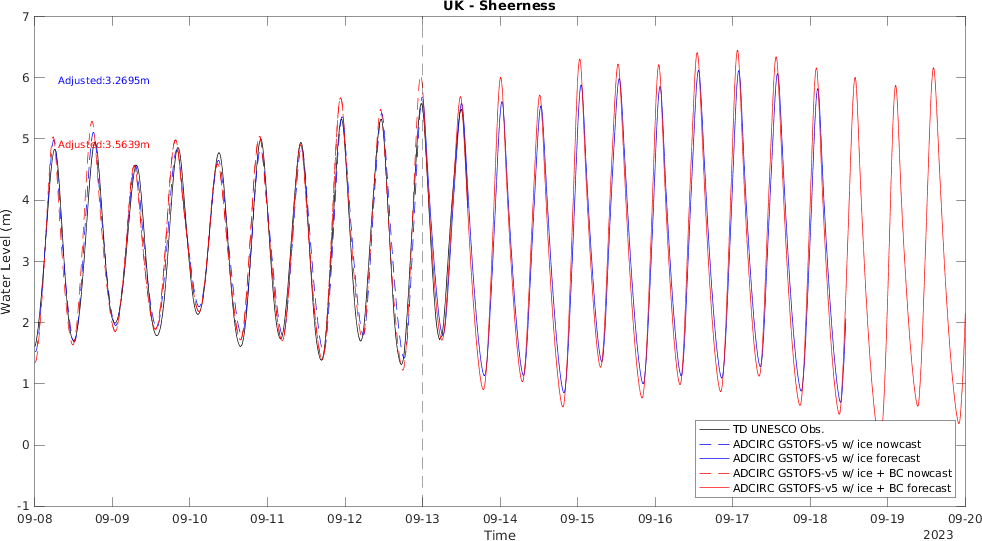 UK - Sheerness
7
6
5
4
3
2
1
0
-1
Water Level (m)
Adjusted:3.2695m
Adjusted:3.5639m
TD UNESCO Obs.
ADCIRC GSTOFS-v5 w/ ice nowcast
ADCIRC GSTOFS-v5 w/ ice forecast
ADCIRC GSTOFS-v5 w/ ice + BC nowcast
ADCIRC GSTOFS-v5 w/ ice + BC forecast
09-08 09-09 09-10 09-11 09-12 09-13 09-14 09-15 09-16 09-17 09-18 09-19 09-20
Time
2023